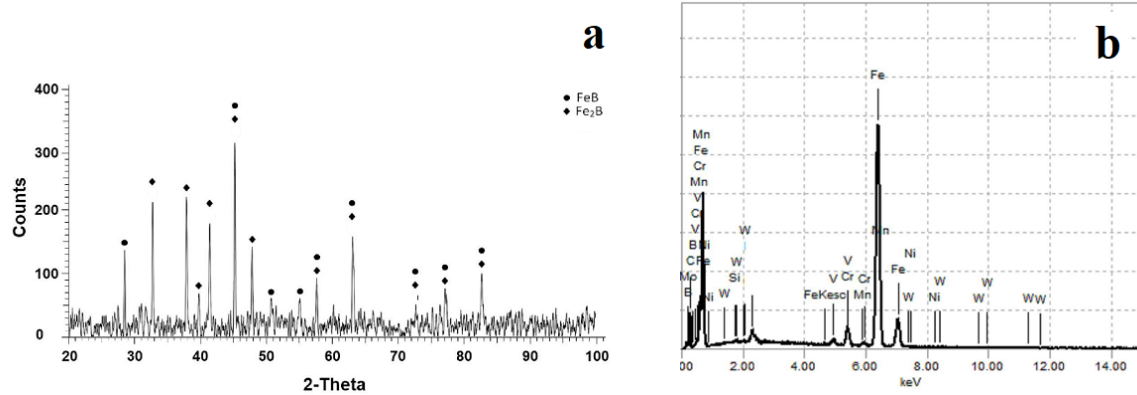 a
400
300
200
100
0
Counts
20 30 40 50 60 70 80 90 100
2-Theta
● FeB
◆ Fe₂B
b
Fe
Mn
Fe
Cr
Mn
V
Cr
V
B Ni
C Fe
Mo
B Ni
W
W
W
Si
V
Cr
V
Fe Kesc
Cr
Mn
Mn
Fe
Ni
W
Ni
W
W
W
W
W
.00 2.00 4.00 6.00 8.00 10.00 12.00 14.00
keV